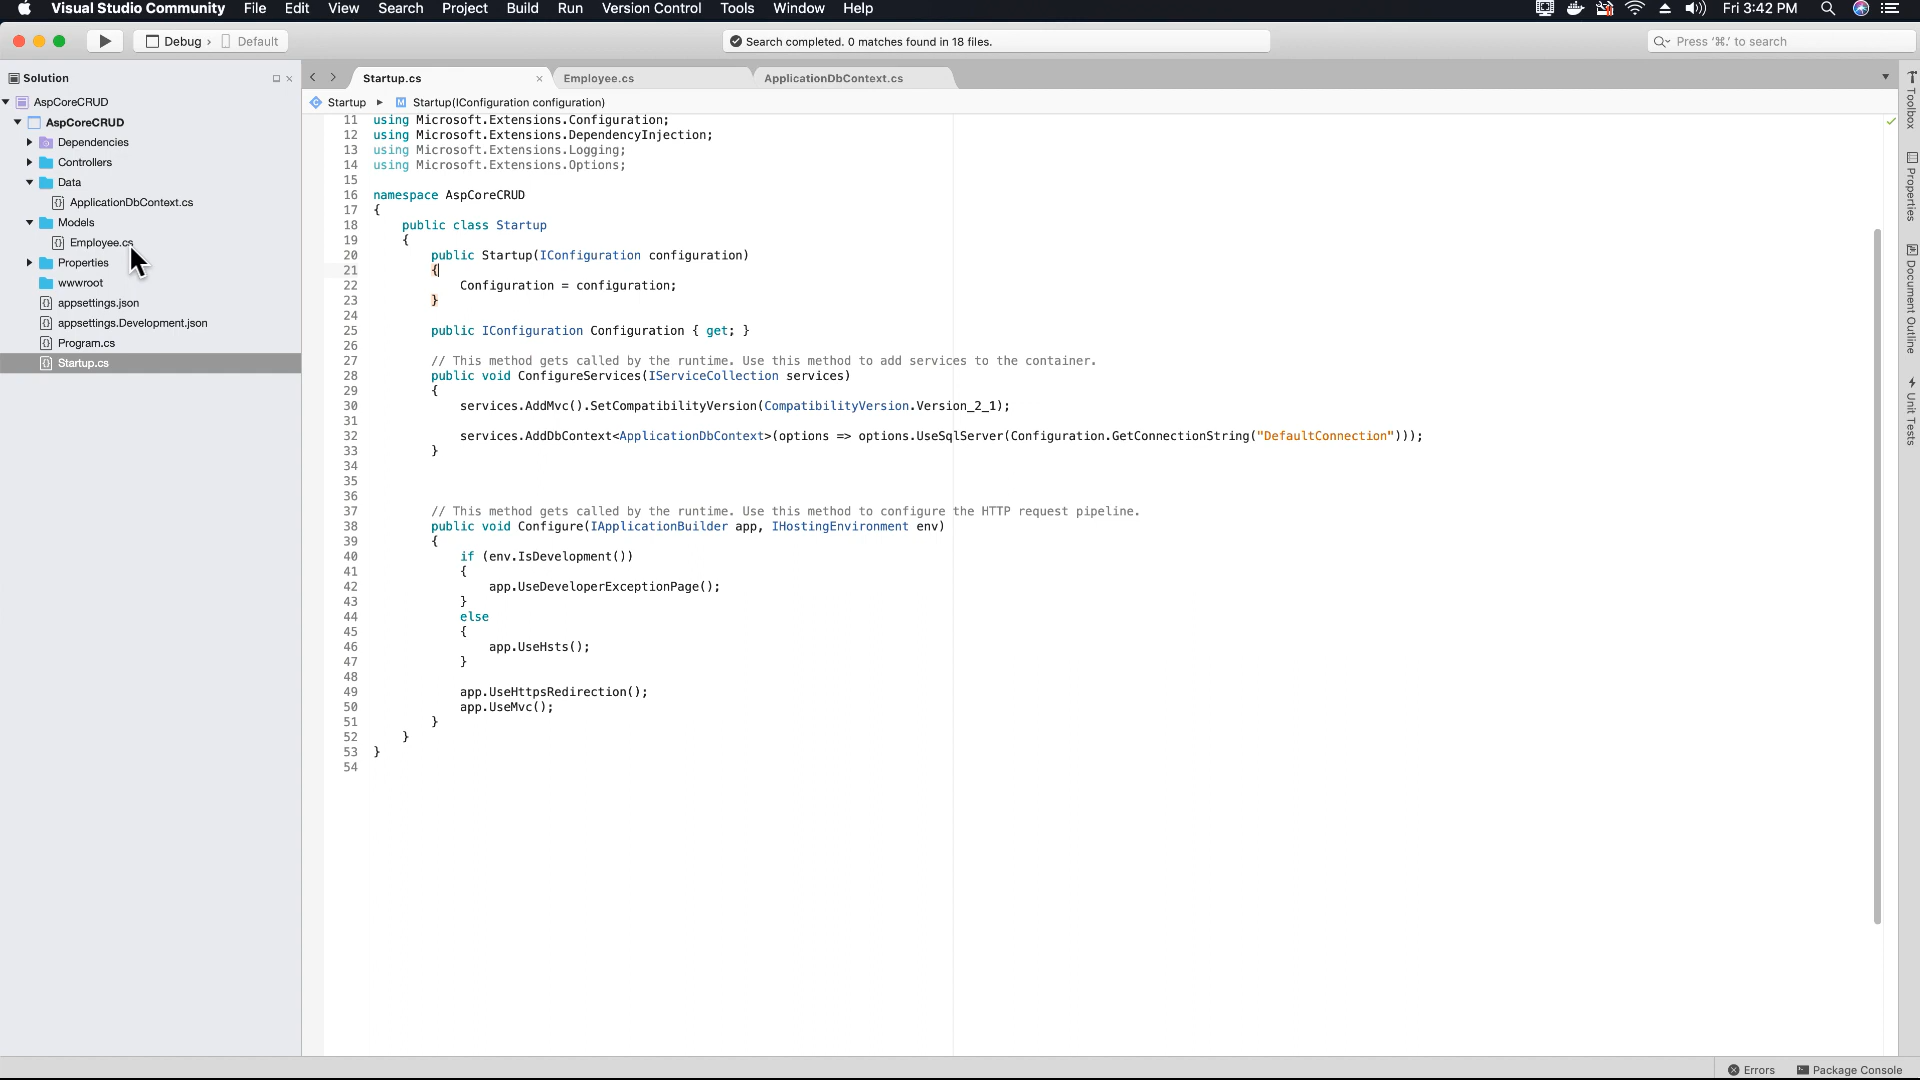 Visual Studio Community File Edit View Search Project Build Run Version Control Tools Window Help Fri 3:42 PM
Debug › Default
Search completed. 0 matches found in 18 files.
Press '⌘.' to search
Solution
AspCoreCRUD
AspCoreCRUD
Dependencies
Controllers
Data
ApplicationDbContext.cs
Models
Employee.cs
Properties
wwwroot
appsettings.json
appsettings.Development.json
Program.cs
Startup.cs
Startup.cs Employee.cs ApplicationDbContext.cs
Startup Startup(IConfiguration configuration)
11 using Microsoft.Extensions.Configuration;
12 using Microsoft.Extensions.DependencyInjection;
13 using Microsoft.Extensions.Logging;
14 using Microsoft.Extensions.Options;
15
16 namespace AspCoreCRUD
17 {
18 public class Startup
19 {
20 public Startup(IConfiguration configuration)
21 {
22 Configuration = configuration;
23 }
24
25 public IConfiguration Configuration { get; }
26
27 // This method gets called by the runtime. Use this method to add services to the container.
28 public void ConfigureServices(IServiceCollection services)
29 {
30 services.AddMvc().SetCompatibilityVersion(CompatibilityVersion.Version_2_1);
31
32 services.AddDbContext<ApplicationDbContext>(options => options.UseSqlServer(Configuration.GetConnectionString("DefaultConnection")));
33 }
34
35
36
37 // This method gets called by the runtime. Use this method to configure the HTTP request pipeline.
38 public void Configure(IApplicationBuilder app, IHostingEnvironment env)
39 {
40 if (env.IsDevelopment())
41 {
42 app.UseDeveloperExceptionPage();
43 }
44 else
45 {
46 app.UseHsts();
47 }
48
49 app.UseHttpsRedirection();
50 app.UseMvc();
51 }
52 }
53 }
54
Toolbox
Properties
Document Outline
Unit Tests
Errors Package Console